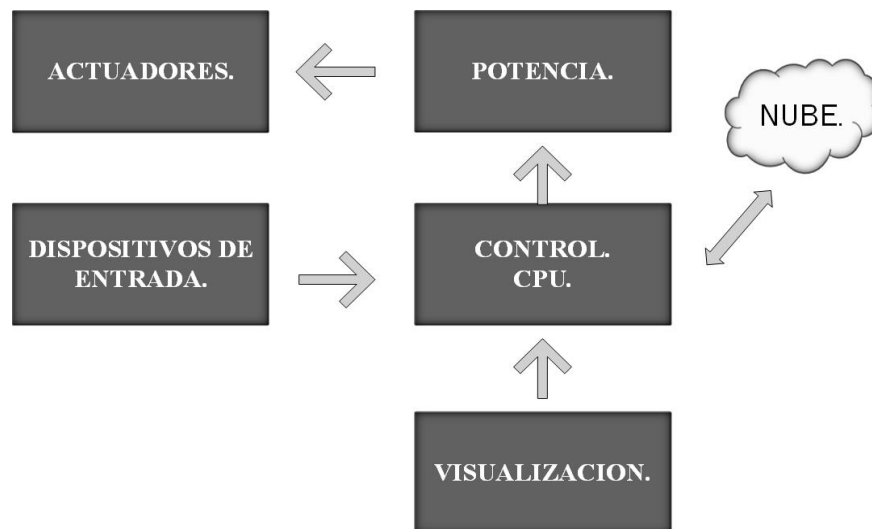 ACTUADORES.
POTENCIA.
NUBE.
DISPOSITIVOS DE
ENTRADA.
CONTROL.
CPU.
VISUALIZACION.